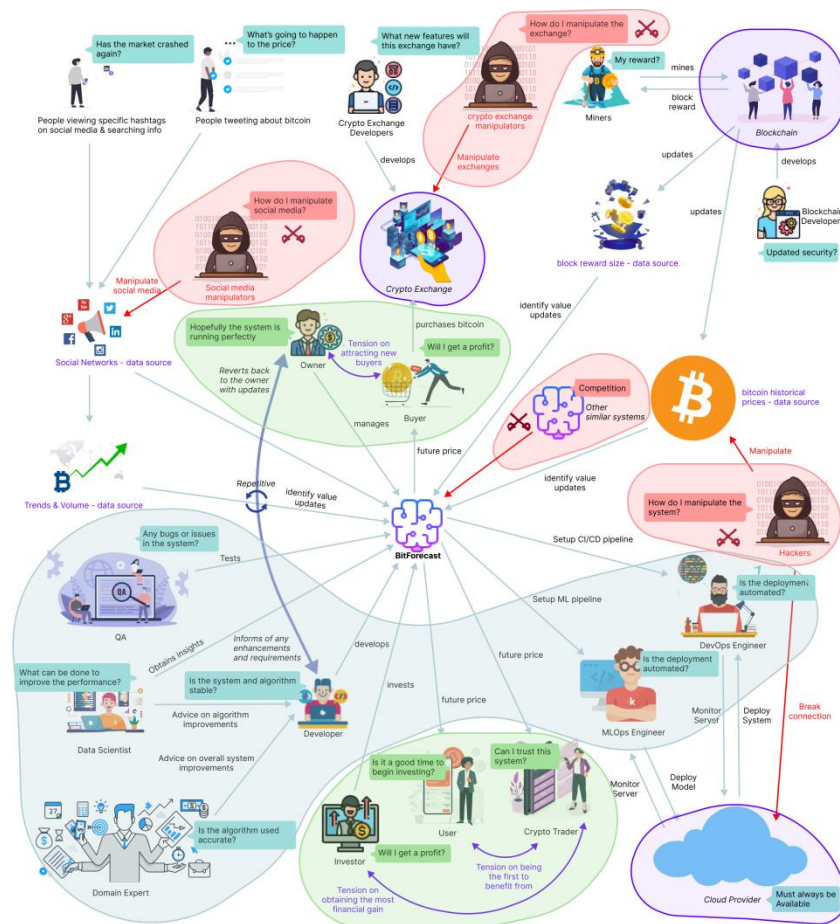 Has the market crashed
again?
What's going to happen
to the price?
What new features will
this exchange have?
How do I manipulate the
exchange?
My reward?
mines
block
reward
Miners
Blockchain
People viewing specific hashtags
on social media & searching info
People tweeting about bitcoin
Crypto Exchange
Developers
crypto exchange
manipulators
develops
Manipulate
exchanges
updates
updates
develops
How do I manipulate
social media?
Blockchain
Developer
Updated security?
Manipulate
social media
Social media
manipulators
Crypto Exchange
block reward size - data source
identify value
updates
Social Networks - data source
Hopefully the system is
running perfectly
purchases bitcoin
Owner
Tension on
attracting new
buyers
Will I get a profit?
Reverts back
to the owner
with updates
Buyer
manages
future price
Competition
Other
similar systems
bitcoin historical
prices - data source
Manipulate
Trends & Volume - data source
Repetitive
identify value
updates
identify value
updates
How do I manipulate the
system?
Hackers
BitForecast
Any bugs or issues
in the system?
Tests
QA
QA
Setup CI/CD pipeline
Is the deployment
automated?
DevOps Engineer
Setup ML pipeline
Obtains insights
Informs of any
enhancements
and requirements
develops
What can be done to
improve the performance?
Is the system and algorithm
stable?
invests
future price
future price
Is the deployment
automated?
k
MLOps Engineer
Data Scientist
Advice on algorithm
improvements
Developer
Monitor
Server
Deploy
System
Break
connection
Advice on overall system
improvements
Is it a good time to
begin investing?
Can I trust this
system?
Monitor
Server
Deploy
Model
27
Is the algorithm used
accurate?
Domain Expert
Investor
Will I get a profit?
User
Crypto Trader
Tension on
obtaining the most
financial gain
Tension on being
the first to
benefit from
Cloud Provider
Must always be
Available